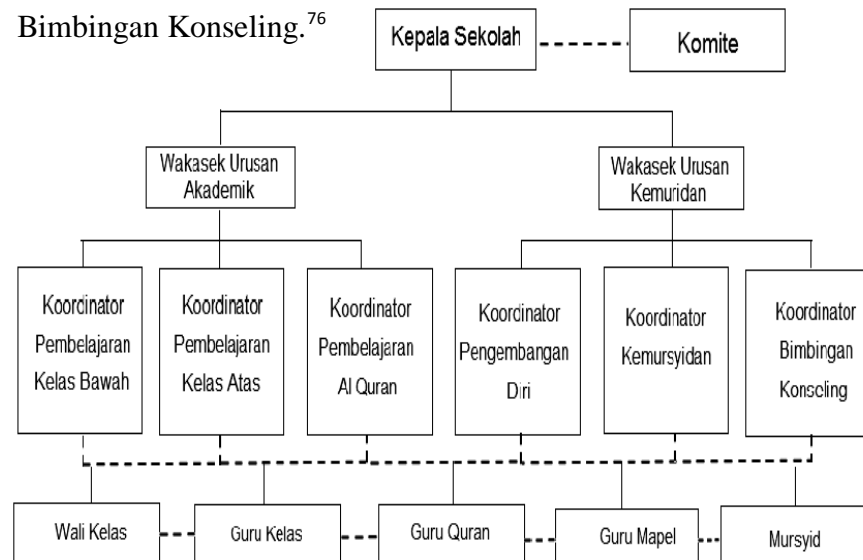 Bimbingan Konseling.⁷⁶
Kepala Sekolah
Komite
Wakasek Urusan
Akademik
Wakasek Urusan
Kemuridan
Koordinator
Pembelajaran
Kelas Bawah
Koordinator
Pembelajaran
Kelas Atas
Koordinator
Pembelajaran
Al Quran
Koordinator
Pengembangan
Diri
Koordinator
Kemursyidan
Koordinator
Bimbingan
Konseling
Wali Kelas
Guru Kelas
Guru Quran
Guru Mapel
Mursyid